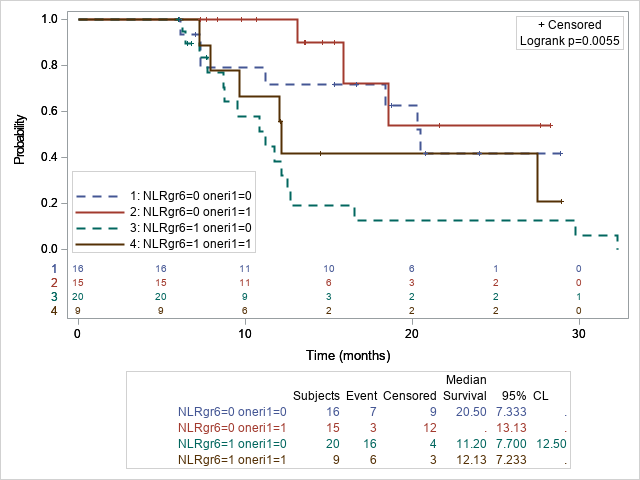 1.0
+ Censored
Logrank p=0.0055
0.8
Probability
0.6
0.4
0.2
0.0
1: NLRgr6=0 oneri1=0
2: NLRgr6=0 oneri1=1
3: NLRgr6=1 oneri1=0
4: NLRgr6=1 oneri1=1
1 16 16 11 10 6 1 0
2 15 15 11 6 3 2 0
3 20 20 9 3 2 2 1
4 9 9 6 2 2 2 0
0 10 20 30
Time (months)
Median
Subjects Event Censored Survival 95% CL
NLRgr6=0 oneri1=0 16 7 9 20.50 7.333 .
NLRgr6=0 oneri1=1 15 3 12 . 13.13 .
NLRgr6=1 oneri1=0 20 16 4 11.20 7.700 12.50
NLRgr6=1 oneri1=1 9 6 3 12.13 7.233 .